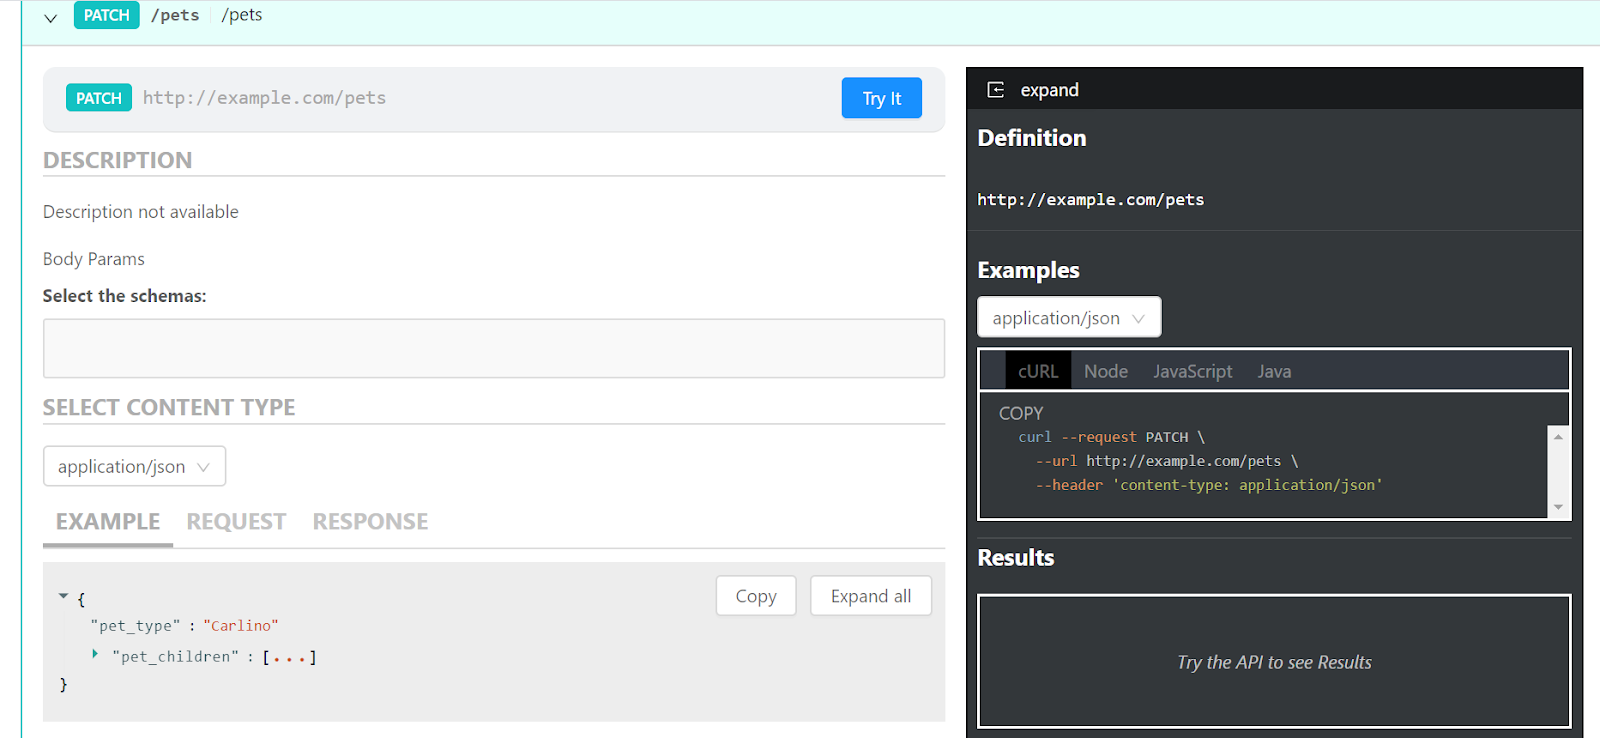 PATCH /pets /pets
PATCH http://example.com/pets Try It
DESCRIPTION
Description not available
Body Params
Select the schemas:
SELECT CONTENT TYPE
application/json
EXAMPLE REQUEST RESPONSE
Copy Expand all
{
"pet_type" : "Carlino"
"pet_children" : [...]
}
expand
Definition
http://example.com/pets
Examples
application/json
cURL Node JavaScript Java
COPY
curl --request PATCH \
--url http://example.com/pets \
--header 'content-type: application/json'
Results
Try the API to see Results